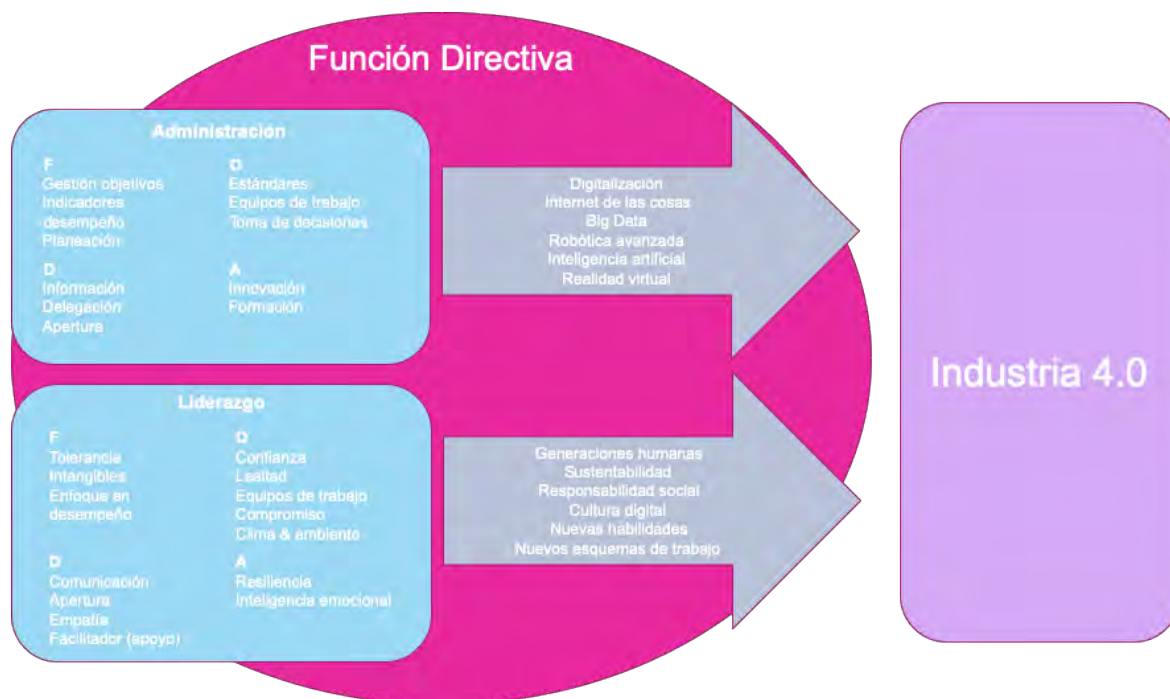 Función Directiva
Administración
F
Gestión objetivos
Indicadores
desempeño
Planeación
O
Estándares
Equipos de trabajo
Toma de decisiones
D
Información
Delegación
Apertura
A
Innovación
Formación
Digitalización
Internet de las cosas
Big Data
Robótica avanzada
Inteligencia artificial
Realidad virtual
Liderazgo
F
Tolerancia
Intangibles
Enfoque en
desempeño
O
Confianza
Lealtad
Equipos de trabajo
Compromiso
Clima & ambiente
D
Comunicación
Apertura
Empatía
Facilitador (apoyo)
A
Resiliencia
Inteligencia emocional
Generaciones humanas
Sustentabilidad
Responsabilidad social
Cultura digital
Nuevas habilidades
Nuevos esquemas de trabajo
Industria 4.0